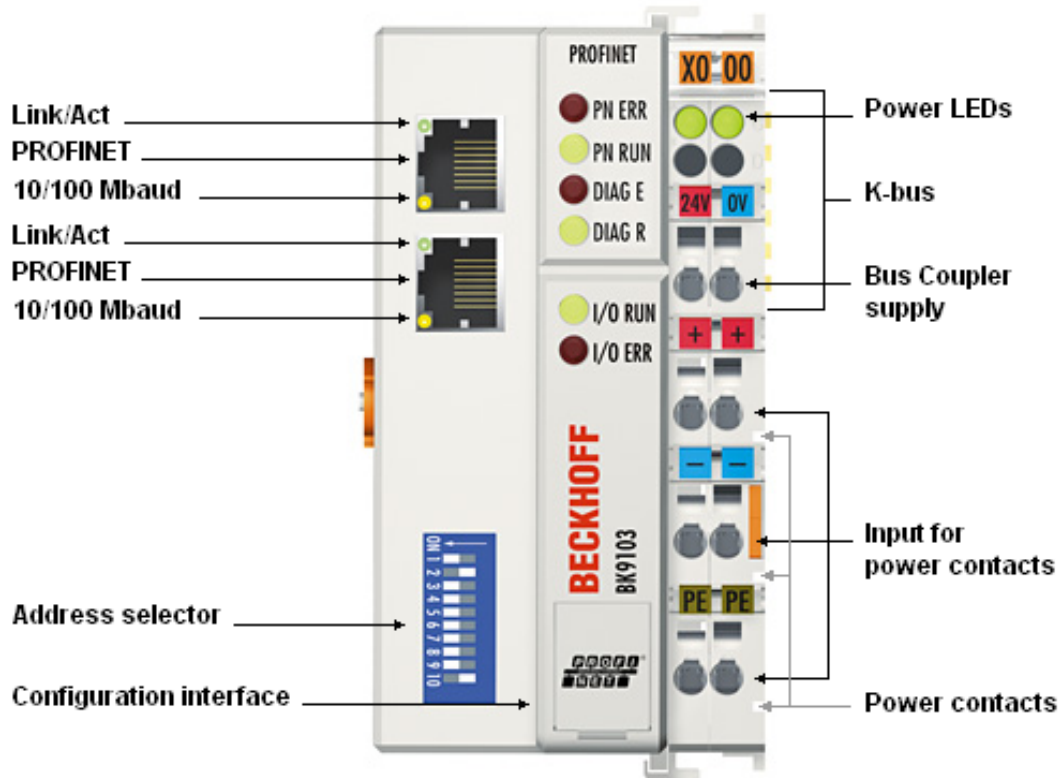 Link/Act
PROFINET
10/100 Mbaud
Link/Act
PROFINET
10/100 Mbaud
Address selector
Configuration interface
PROFINET
PN ERR
PN RUN
DIAG E
DIAG R
I/O RUN
I/O ERR
BECKHOFF
BK9103
ON
1
2
3
4
5
6
7
8
9
10
PROFI
NET
X0 00
24V 0V
+ +
− −
PE PE
Power LEDs
K-bus
Bus Coupler
supply
Input for
power contacts
Power contacts